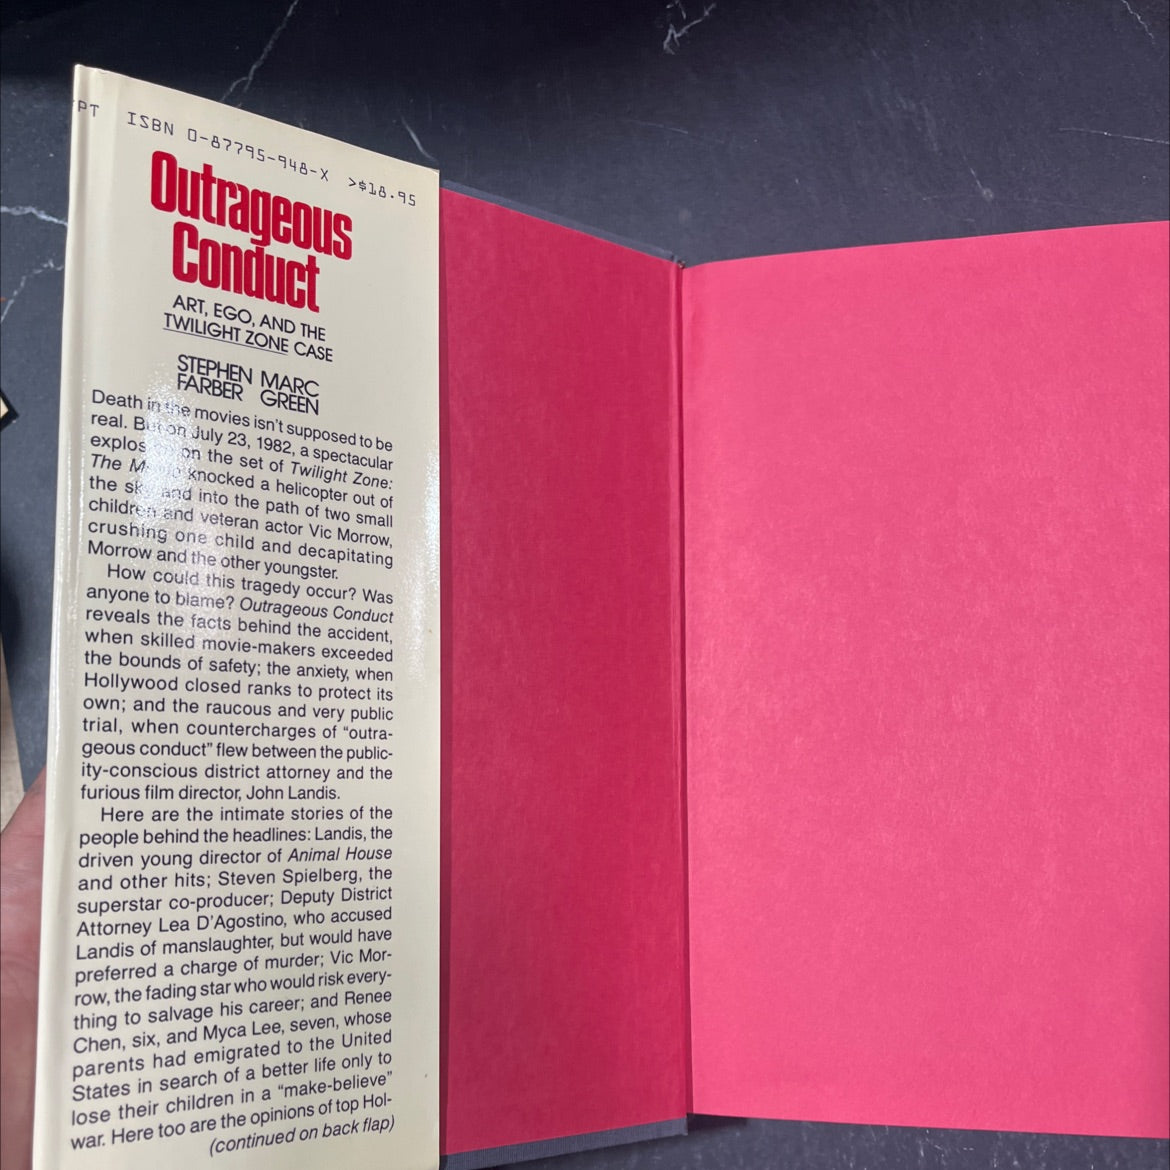 PT ISBN 0-87795-948-X >$18.95
Outrageous
Conduct
ART, EGO, AND THE
TWILIGHT ZONE CASE
STEPHEN MARC
FARBER GREEN
Death in the movies isn't supposed to be
real. But on July 23, 1982, a spectacular
explos on the set of Twilight Zone:
The M knocked a helicopter out of
the sky and into the path of two small
children and veteran actor Vic Morrow,
crushing one child and decapitating
Morrow and the other youngster.
How could this tragedy occur? Was
anyone to blame? Outrageous Conduct
reveals the facts behind the accident,
when skilled movie-makers exceeded
the bounds of safety; the anxiety, when
Hollywood closed ranks to protect its
own; and the raucous and very public
trial, when countercharges of “outra-
geous conduct” flew between the public-
ity-conscious district attorney and the
furious film director, John Landis.
Here are the intimate stories of the
people behind the headlines: Landis, the
driven young director of Animal House
and other hits; Steven Spielberg, the
superstar co-producer; Deputy District
Attorney Lea D'Agostino, who accused
Landis of manslaughter, but would have
preferred a charge of murder; Vic Mor-
row, the fading star who would risk every-
thing to salvage his career; and Renee
Chen, six, and Myca Lee, seven, whose
parents had emigrated to the United
States in search of a better life only to
lose their children in a “make-believe”
war. Here too are the opinions of top Hol-
(continued on back flap)